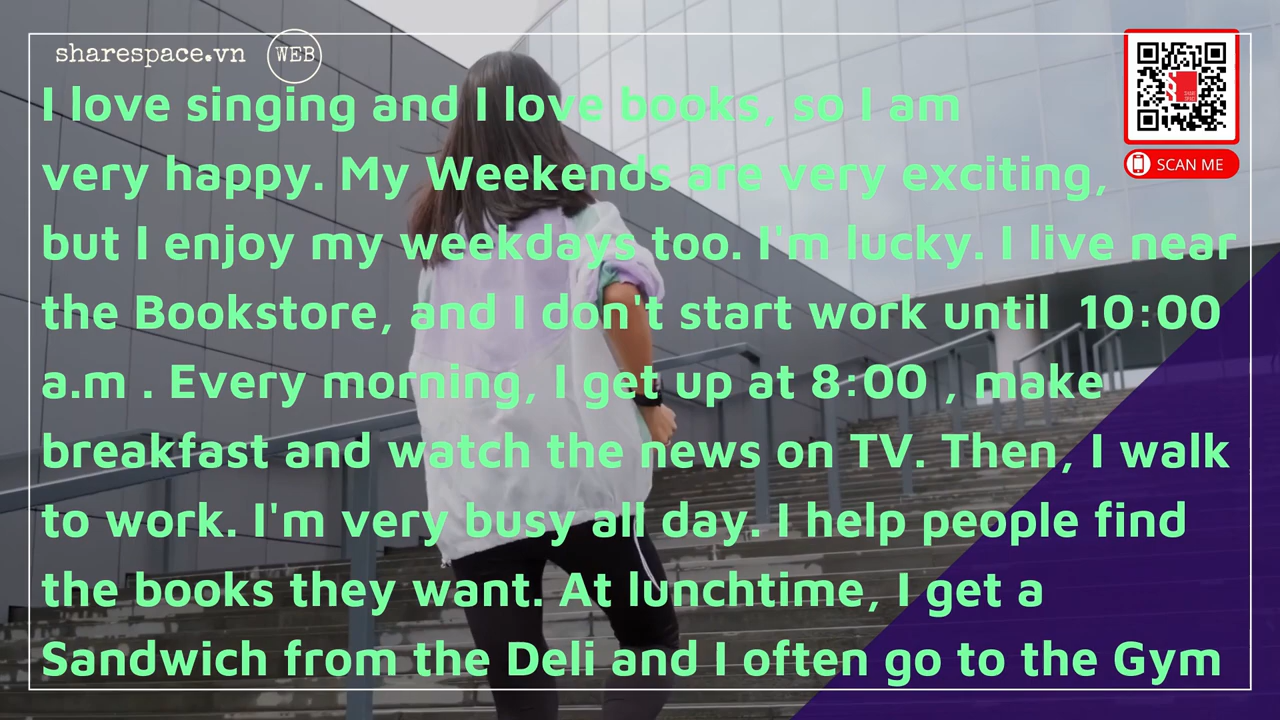 sharespace.vn WEB
I love singing and I love books, so I am
very happy. My Weekends are very exciting,
but I enjoy my weekdays too. I'm lucky. I live near
the Bookstore, and I don't start work until 10:00
a.m . Every morning, I get up at 8:00 , make
breakfast and watch the news on TV. Then, I walk
to work. I'm very busy all day. I help people find
the books they want. At lunchtime, I get a
Sandwich from the Deli and I often go to the Gym
SCAN ME